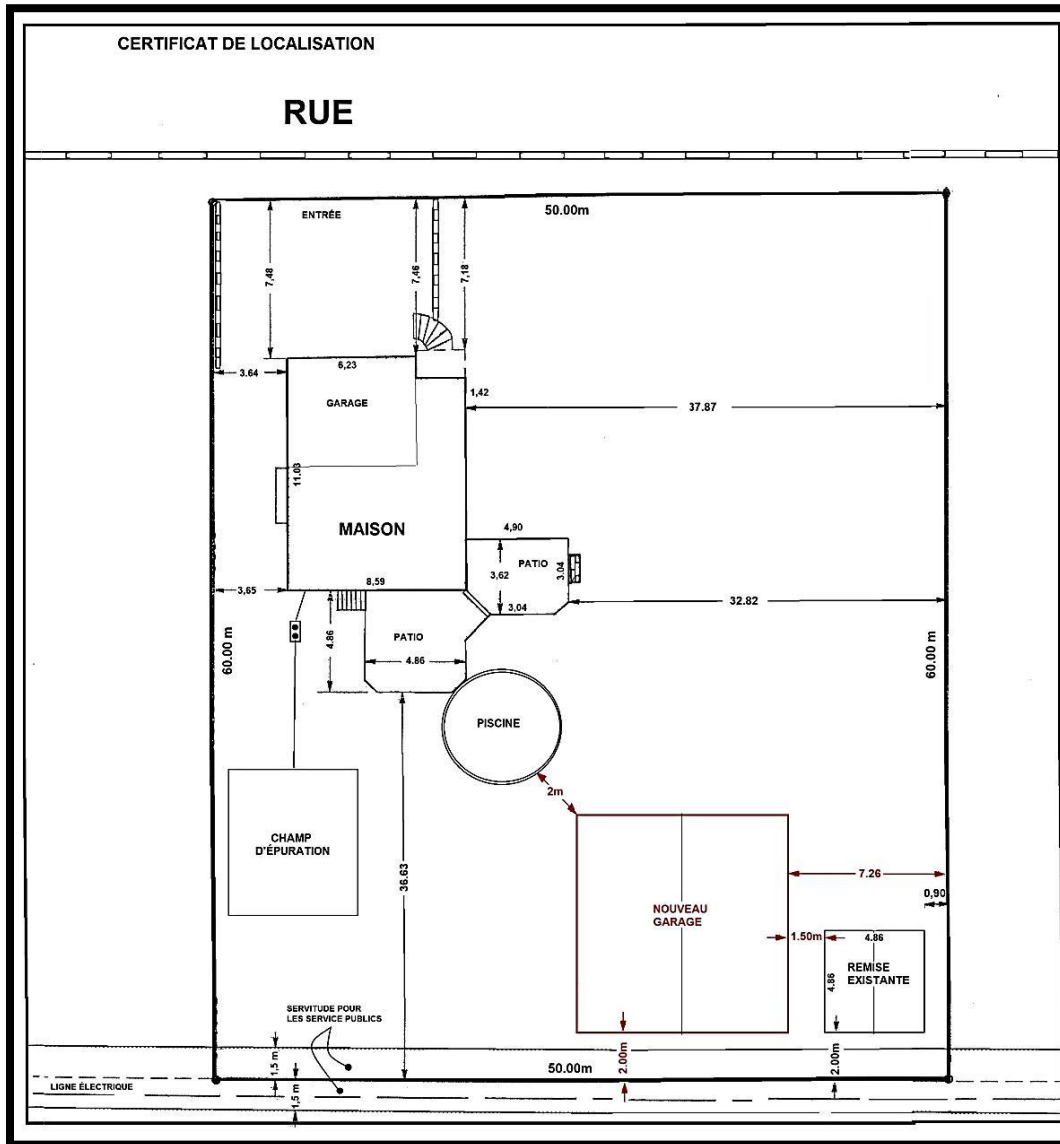 CERTIFICAT DE LOCALISATION
RUE
ENTRÉE
50.00m
7,48
7,46
7,18
3.64
6,23
1,42
37.87
GARAGE
11.03
MAISON
4,90
PATIO
3,62
3.04
3,65
8,59
3,04
32.82
4.86
PATIO
4.86
60.00 m
60.00 m
PISCINE
2m
CHAMP
D'ÉPURATION
36.63
7.26
0,90
NOUVEAU
GARAGE
1.50m
4.86
REMISE
EXISTANTE
4.86
SERVITUDE POUR
LES SERVICE PUBLICS
1,5 m
2.00m
2.00m
50.00m
LIGNE ÉLECTRIQUE
1,5 m